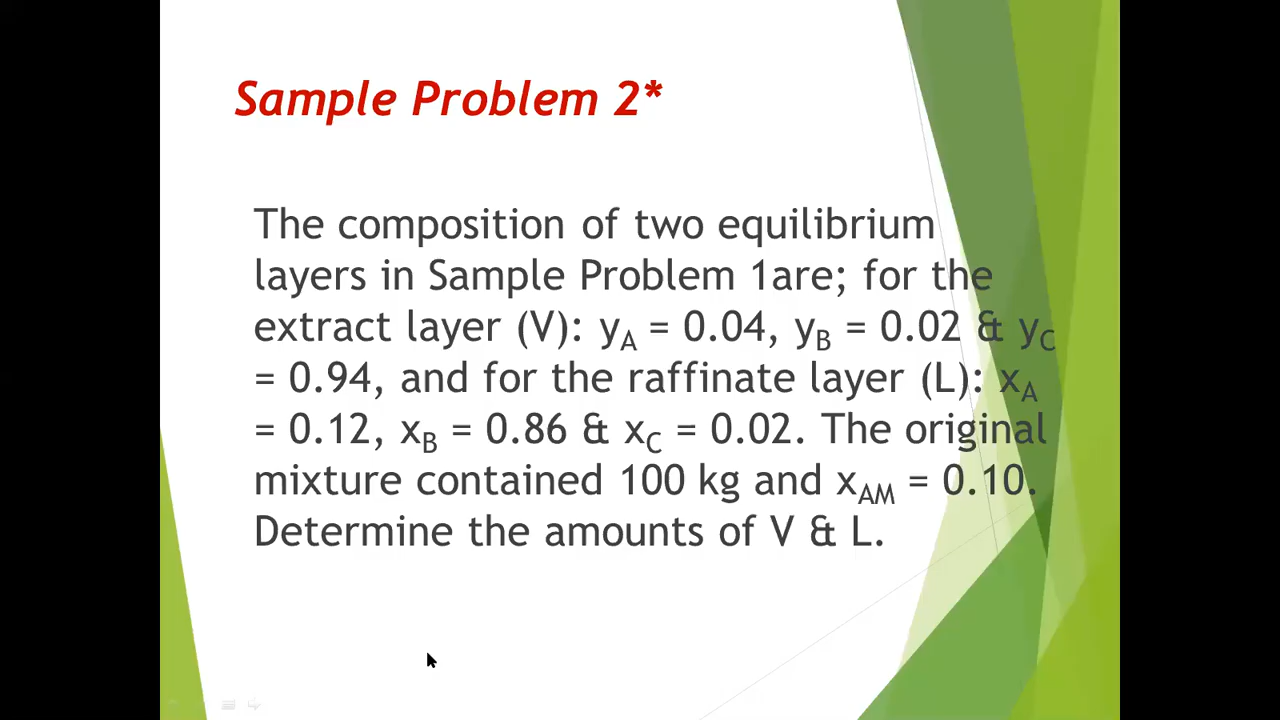 Sample Problem 2*
The composition of two equilibrium
layers in Sample Problem 1are; for the
extract layer (V): yA = 0.04, yB = 0.02 & yC
= 0.94, and for the raffinate layer (L): xA
= 0.12, xB = 0.86 & xC = 0.02. The original
mixture contained 100 kg and xAM = 0.10.
Determine the amounts of V & L.